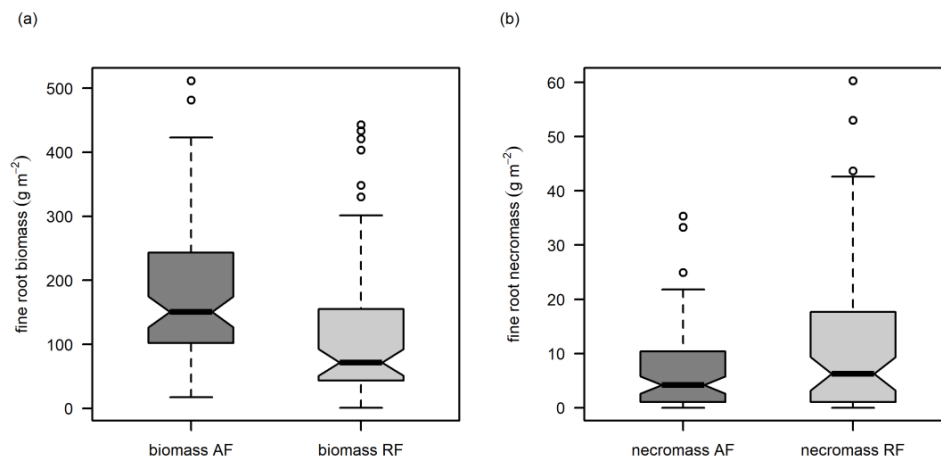 (a)
fine root biomass (g m⁻²)
500
400
300
200
100
0
biomass AF
biomass RF
(b)
fine root necromass (g m⁻²)
60
50
40
30
20
10
0
necromass AF
necromass RF